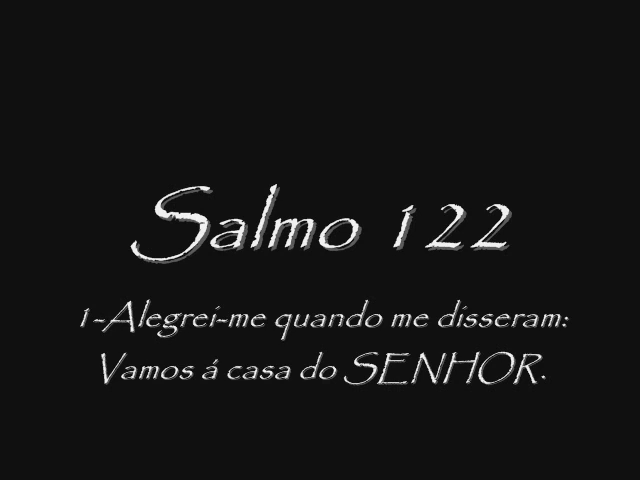 Salmo 122
1-Alegrei-me quando me disseram:
Vamos á casa do SENHOR.